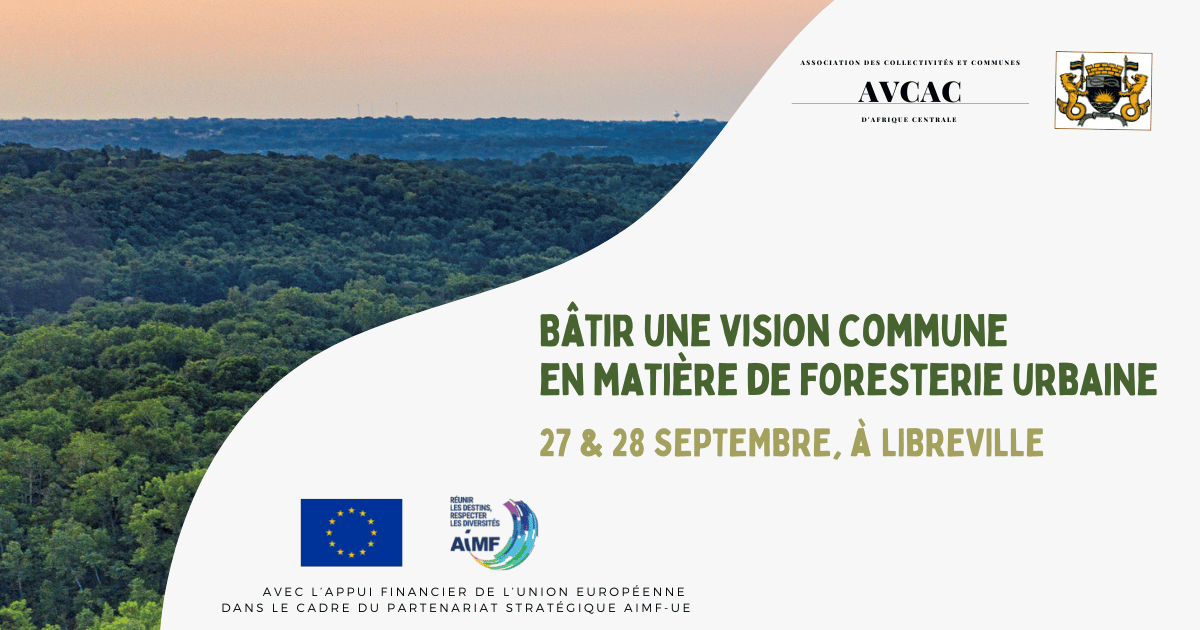 ASSOCIATION DES COLLECTIVITÉS ET COMMUNES
AVCAC
D'AFRIQUE CENTRALE
BÂTIR UNE VISION COMMUNE
EN MATIÈRE DE FORESTERIE URBAINE
27 & 28 SEPTEMBRE, À LIBREVILLE
RÉUNIR
LES DESTINS,
RESPECTER
LES DIVERSITÉS
AIMF
AVEC L'APPUI FINANCIER DE L'UNION EUROPÉENNE
DANS LE CADRE DU PARTENARIAT STRATÉGIQUE AIMF-UE